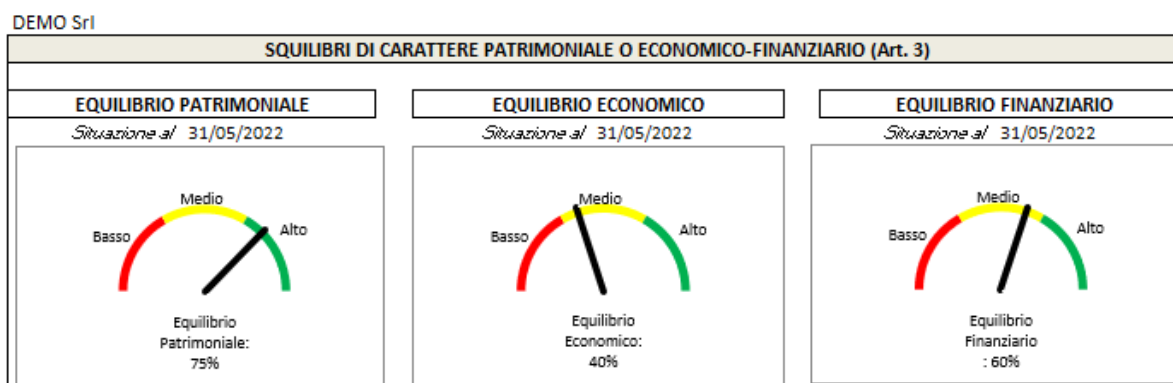 DEMO Srl
SQUILIBRI DI CARATTERE PATRIMONIALE O ECONOMICO-FINANZIARIO (Art. 3)
EQUILIBRIO PATRIMONIALE
Situazione al 31/05/2022
Medio
Basso
Alto
Equilibrio
Patrimoniale:
75%
EQUILIBRIO ECONOMICO
Situazione al 31/05/2022
Medio
Basso
Alto
Equilibrio
Economico:
40%
EQUILIBRIO FINANZIARIO
Situazione al 31/05/2022
Medio
Basso
Alto
Equilibrio
Finanziario
: 60%